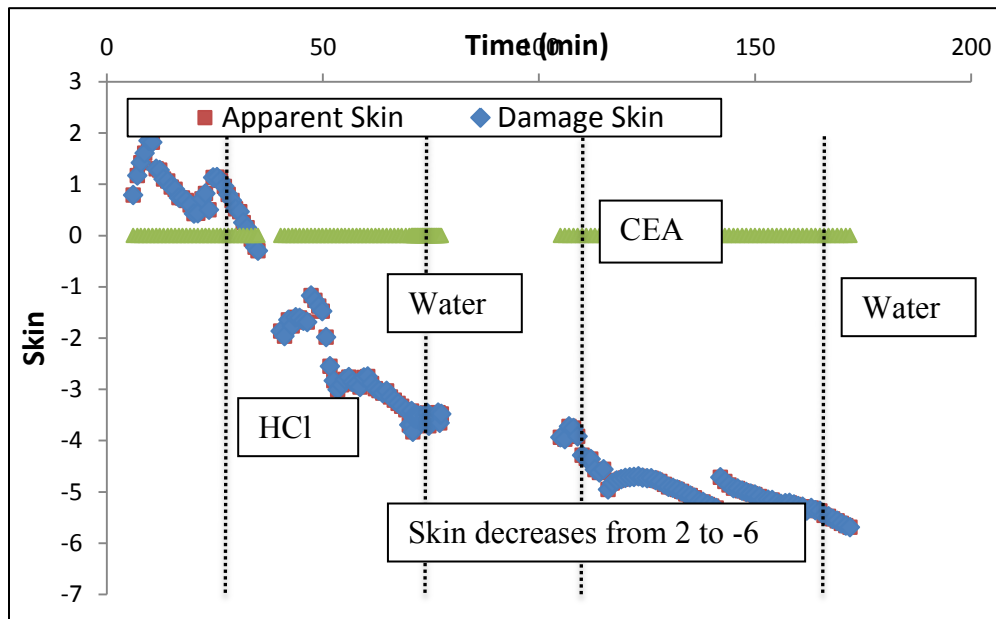 0 50 100 150 200
Time (min)
3
Apparent Skin Damage Skin
2
1
0
CEA
-1
Water
Water
-2
Skin
-3
HCl
-4
-5
Skin decreases from 2 to -6
-6
-7